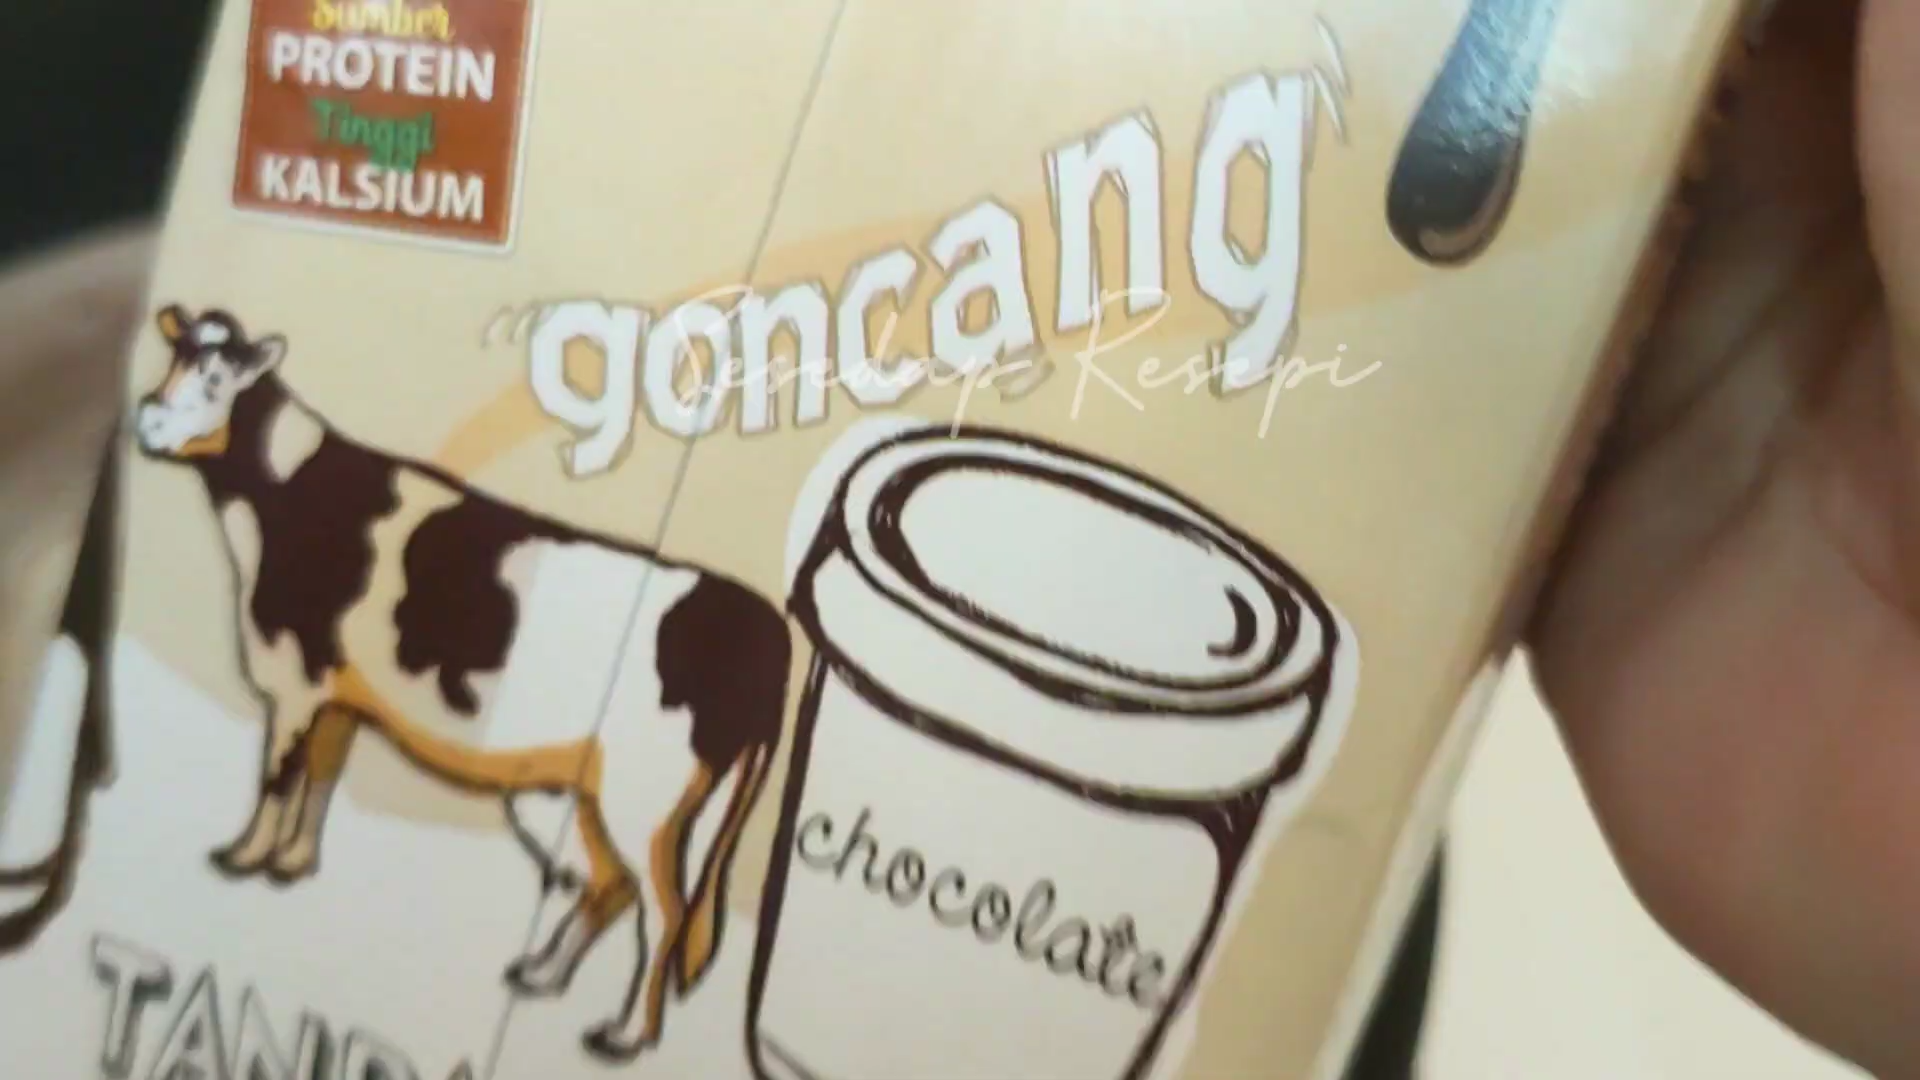 Sumber
PROTEIN
Tinggi
KALSIUM
"goncang"
Sesedap Resepi
chocolate